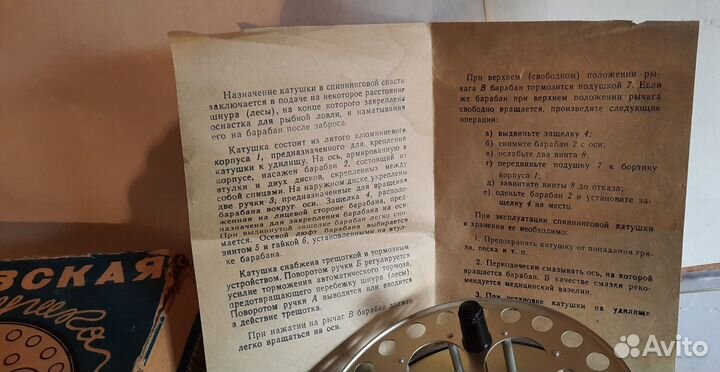 Назначение катушки в спиннинговой снасти
заключается в подаче на некоторое расстояние
шнура (лесы), на конце которого закреплена
оснастка для рыбной ловли, и наматывания
его на барабан после заброса.
Катушка состоит из литого алюминиевого
корпуса 1, предназначенного для крепления
катушки к удилищу. На ось, армированную в
корпусе, насажен барабан 2, состоящий из
втулки и двух дисков, скрепленных между
собой спицами. На наружном диске укреплены
две ручки 3; предназначенные для вращения
барабана вокруг оси. Защелка 4, располо-
женная на лицевой стороне барабана, пред-
назначена для закрепления барабана на оси.
При выдвинутой защелке барабан легко сни-
мается. Осевой люфт барабана выбирается
винтом 5 и гайкой 6, установленными на втул-
ке барабана.
Катушка снабжена трещоткой и тормозным
устройством. Поворотом ручки Б регулируется
усилие торможения автоматического тормоза,
предотвращающего перебежку шнура (лесы).
Поворотом ручки А выводится или вводится
в действие трещотка.
При нажатии на рычаг В барабан должен
легко вращаться на оси.
При верхнем (свободном) положении ры-
чага В барабан тормозится подушкой 7. Если
же барабан при верхнем положении рычага
свободно вращается, произведите следующие
операции:
а) выдвиньте защелку 4;
б) снимите барабан 2 с оси;
в) ослабьте два винта 8;
г) передвиньте подушку 7 к бортику
корпуса 1;
д) завинтите винты 8 до отказа;
е) оденьте барабан 2 и установите за-
щелку 4 на место.
При эксплуатации спиннинговой катушки
и хранении ее необходимо:
1. Предохранять катушку от попадания гря-
зи, песка и т. п.
2. Периодически смазывать ось, на которой
вращается барабан. В качестве смазки реко-
мендуется медицинский вазелин.
3. При установке катушки на удилище
ВСКАЯ
Avito